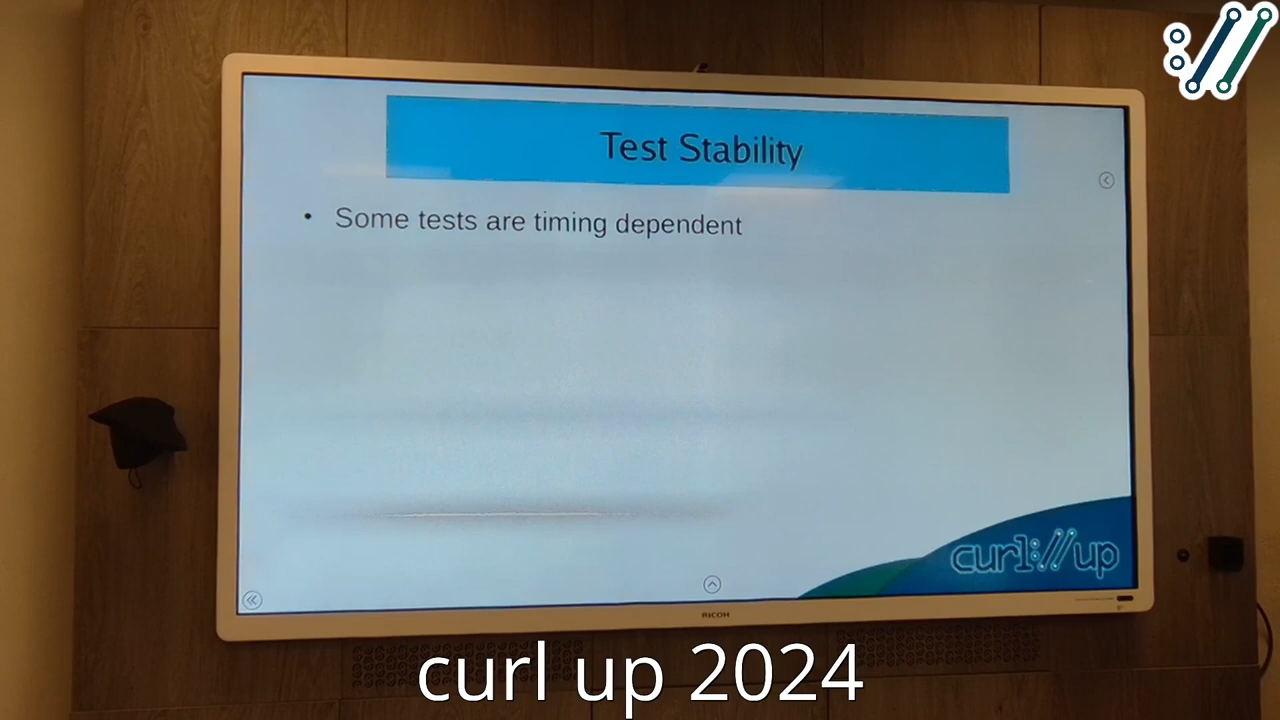 Test Stability
• Some tests are timing dependent
curl://up
RICOH
curl up 2024